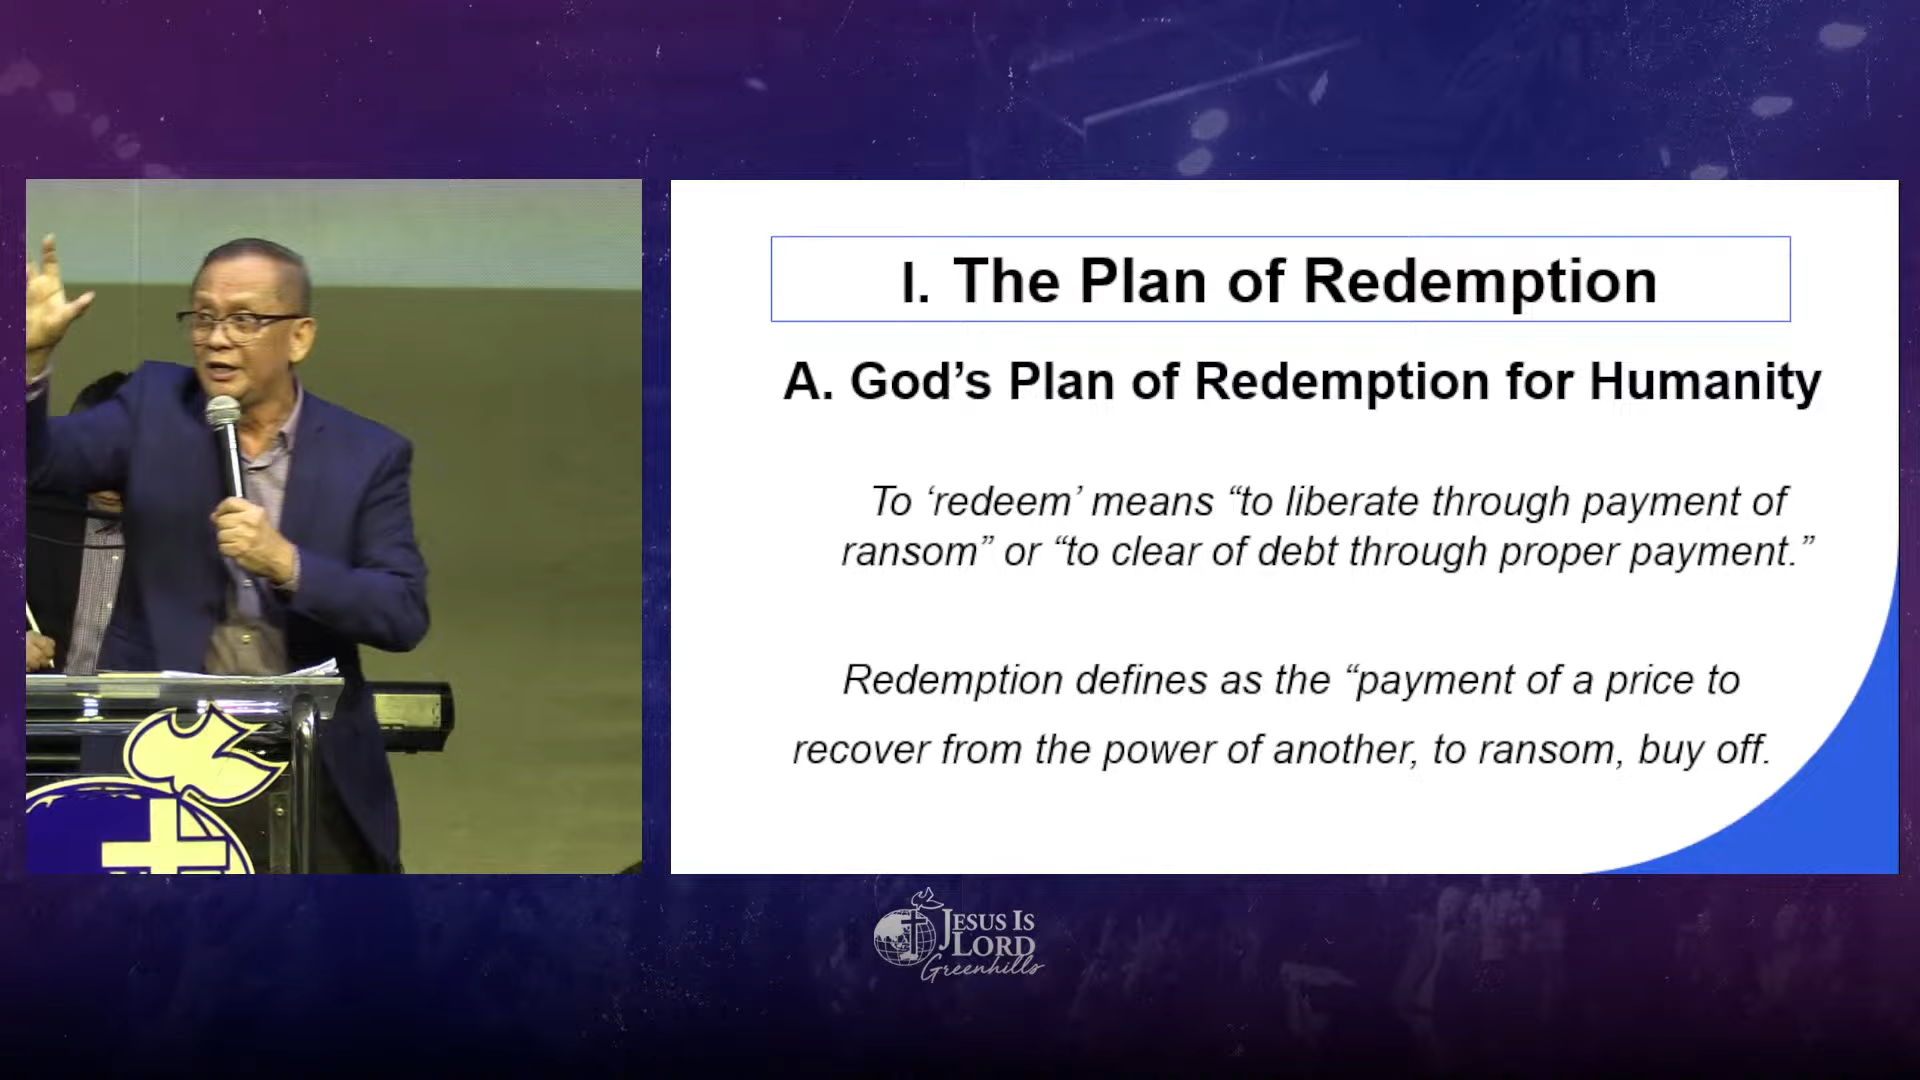 I. The Plan of Redemption
A. God’s Plan of Redemption for Humanity
To ‘redeem’ means “to liberate through payment of
ransom” or “to clear of debt through proper payment.”
Redemption defines as the “payment of a price to
recover from the power of another, to ransom, buy off.
JESUS IS
LORD
Greenhills